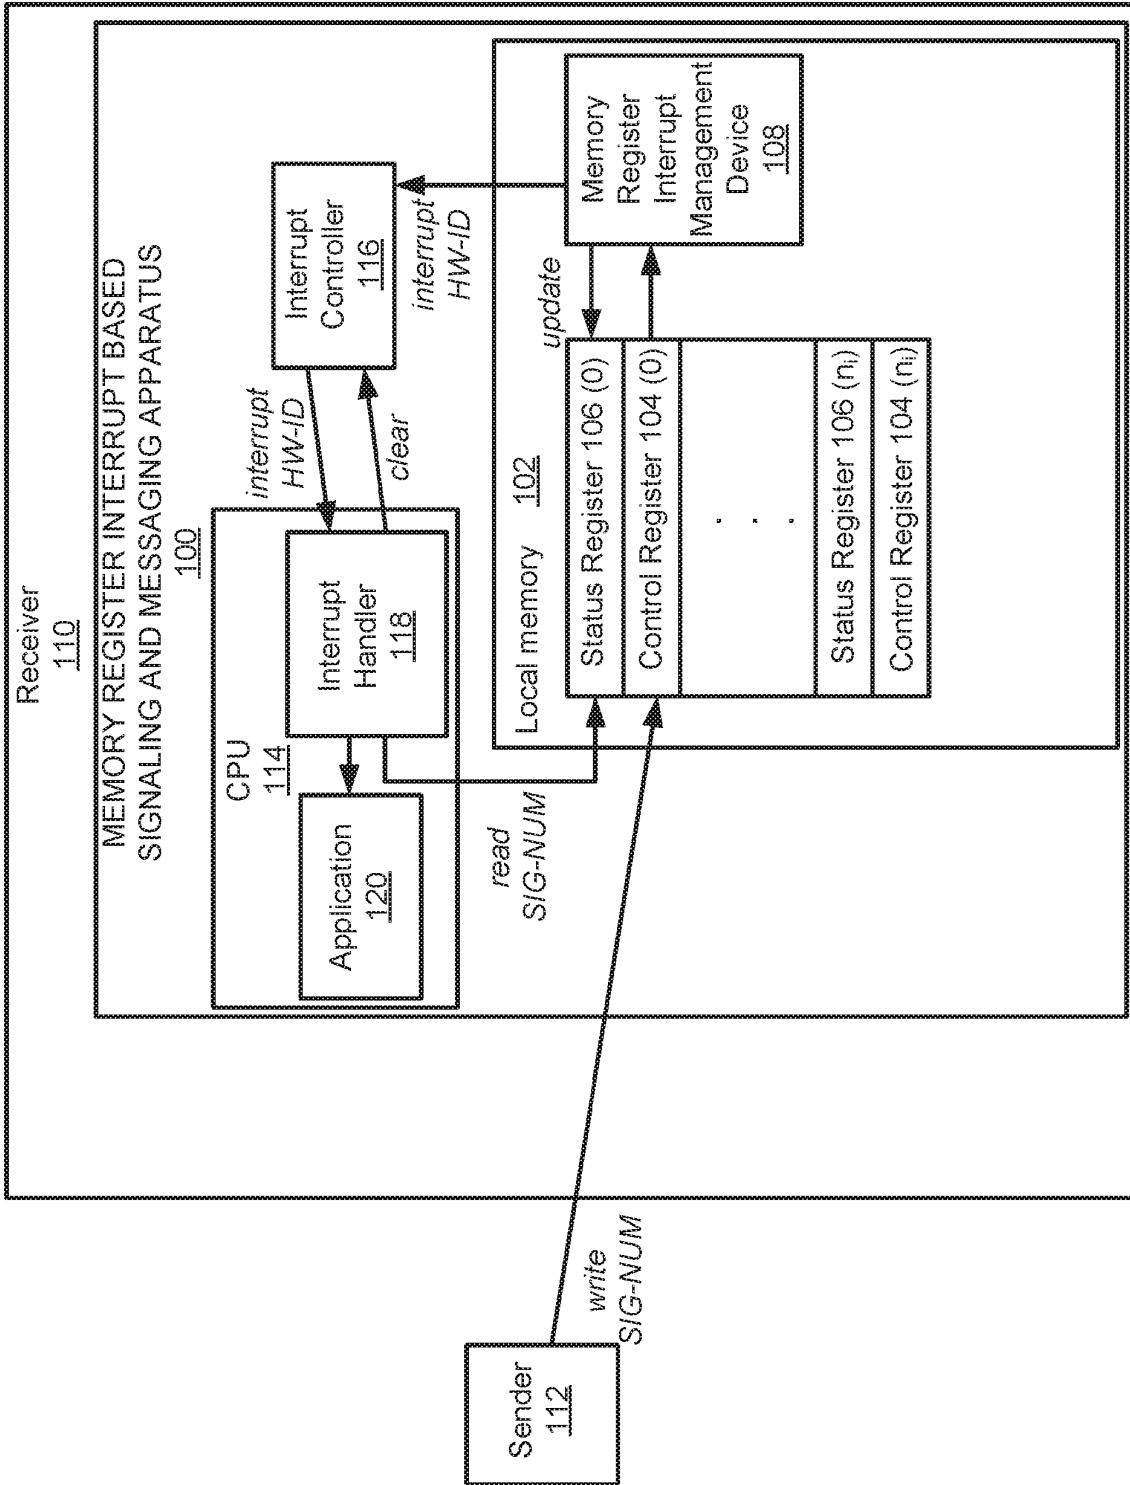 Receiver
110
MEMORY REGISTER INTERRUPT BASED
SIGNALING AND MESSAGING APPARATUS
100
CPU
114
Application
120
Interrupt
Handler
118
interrupt
HW-ID
clear
Interrupt
Controller
116
interrupt
HW-ID
read
SIG-NUM
Local memory 102
update
Status Register 106 (0)
Control Register 104 (0)
. . .
Status Register 106 (ni)
Control Register 104 (ni)
Memory
Register
Interrupt
Management
Device
108
Sender
112
write
SIG-NUM